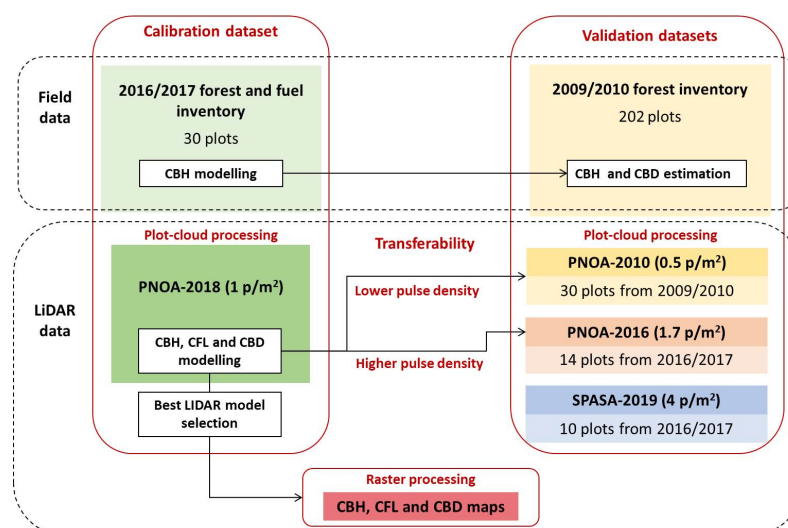 Calibration dataset
Validation datasets
Field
data
2016/2017 forest and fuel
inventory
30 plots
CBH modelling
2009/2010 forest inventory
202 plots
CBH and CBD estimation
LiDAR
data
Plot-cloud processing
PNOA-2018 (1 p/m²)
CBH, CFL and CBD
modelling
Best LIDAR model
selection
Transferability
Lower pulse density
Higher pulse density
Plot-cloud processing
PNOA-2010 (0.5 p/m²)
30 plots from 2009/2010
PNOA-2016 (1.7 p/m²)
14 plots from 2016/2017
SPASA-2019 (4 p/m²)
10 plots from 2016/2017
Raster processing
CBH, CFL and CBD maps